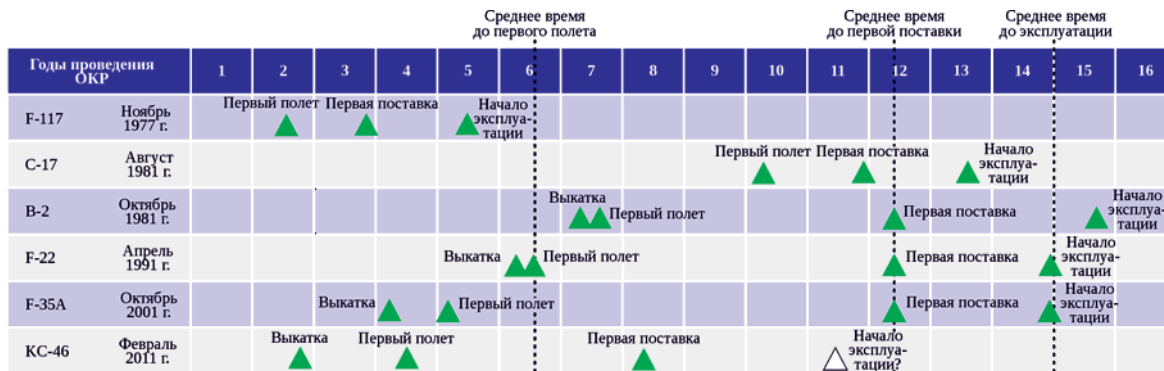 Среднее время
до первого полета
Среднее время
до первой поставки
Среднее время
до эксплуатации
Годы проведения
ОКР
1 2 3 4 5 6 7 8 9 10 11 12 13 14 15 16
F-117
Ноябрь
1977 г.
Первый полет
Первая поставка
Начало
эксплуа-
тации
C-17
Август
1981 г.
Первый полет
Первая поставка
Начало
эксплуа-
тации
B-2
Октябрь
1981 г.
Выкатка
Первый полет
Первая поставка
Начало
эксплуа-
тации
F-22
Апрель
1991 г.
Выкатка
Первый полет
Первая поставка
Начало
эксплуа-
тации
F-35A
Октябрь
2001 г.
Выкатка
Первый полет
Первая поставка
Начало
эксплуа-
тации
KC-46
Февраль
2011 г.
Выкатка
Первый полет
Первая поставка
Начало
эксплуа-
тации?